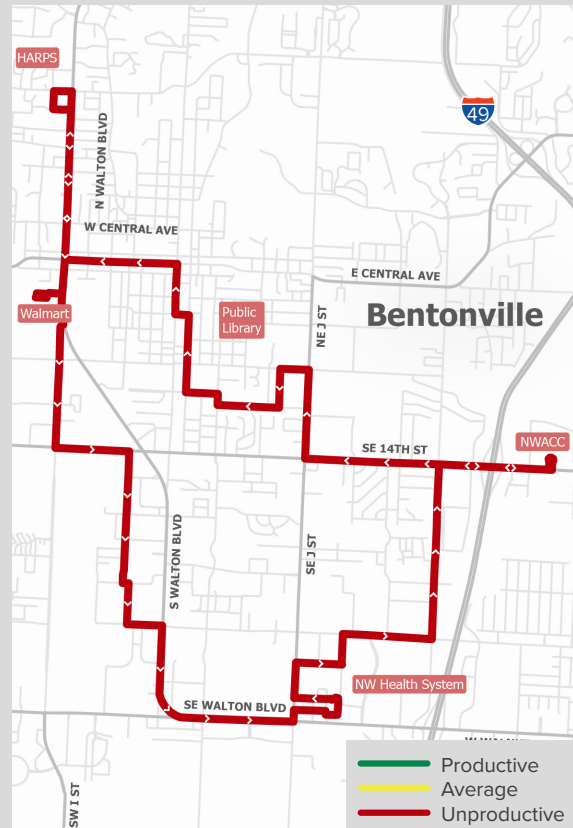 HARPS
49
N WALTON BLVD
W CENTRAL AVE
E CENTRAL AVE
Walmart
Public
Library
NE J ST
Bentonville
NWACC
SE 14TH ST
S WALTON BLVD
SE J ST
NW Health System
SE WALTON BLVD
SW I ST
Productive
Average
Unproductive